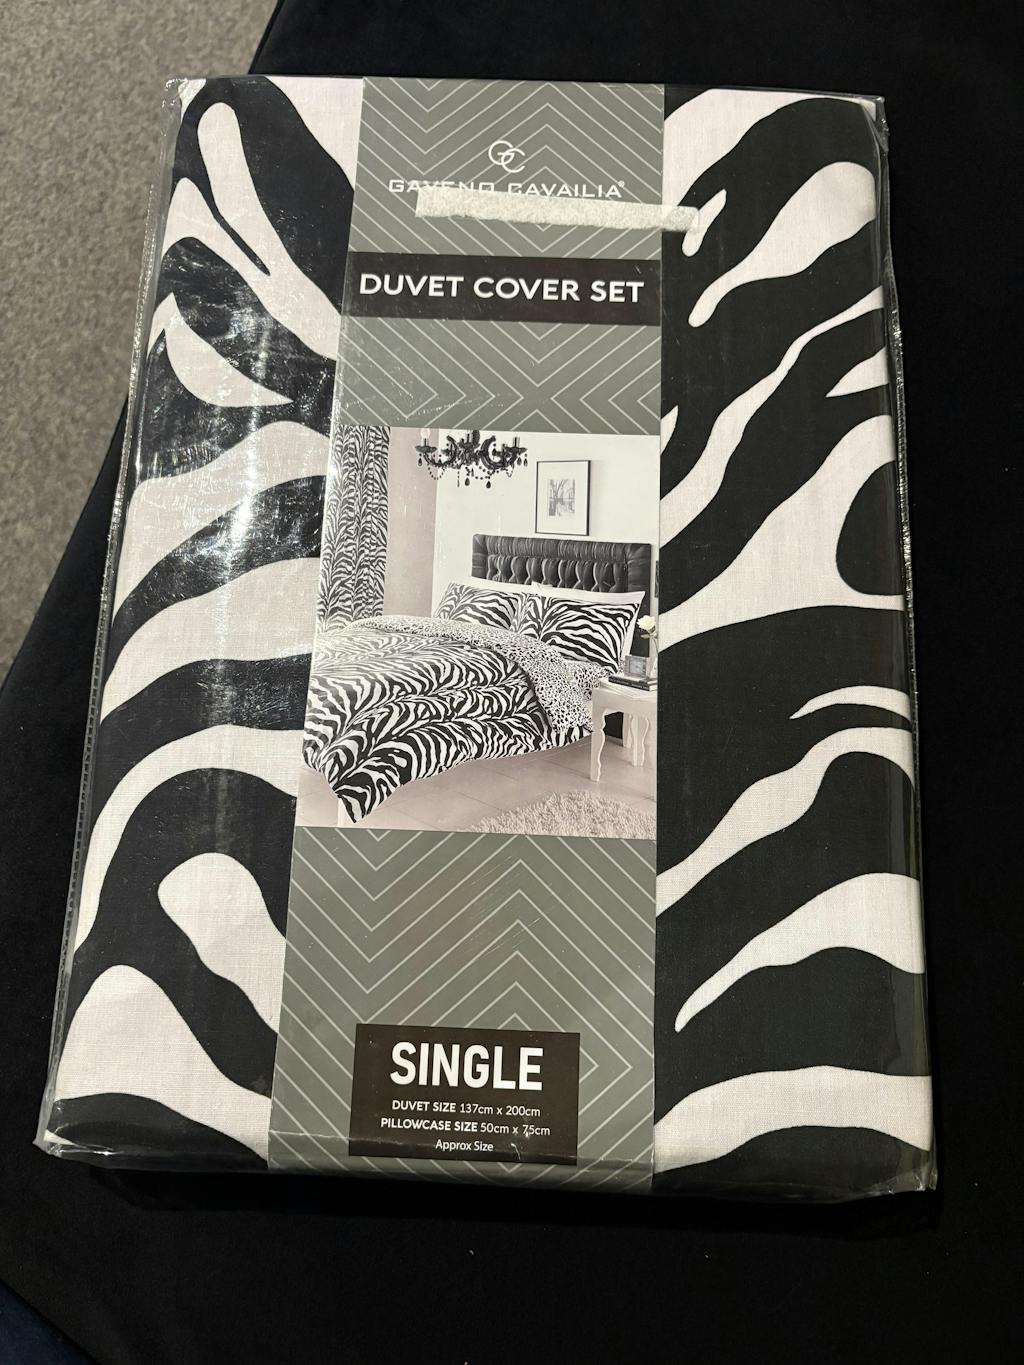 GC
GAVENO CAVAILIA®
DUVET COVER SET
SINGLE
DUVET SIZE 137cm x 200cm
PILLOWCASE SIZE 50cm x 75cm
Approx Size